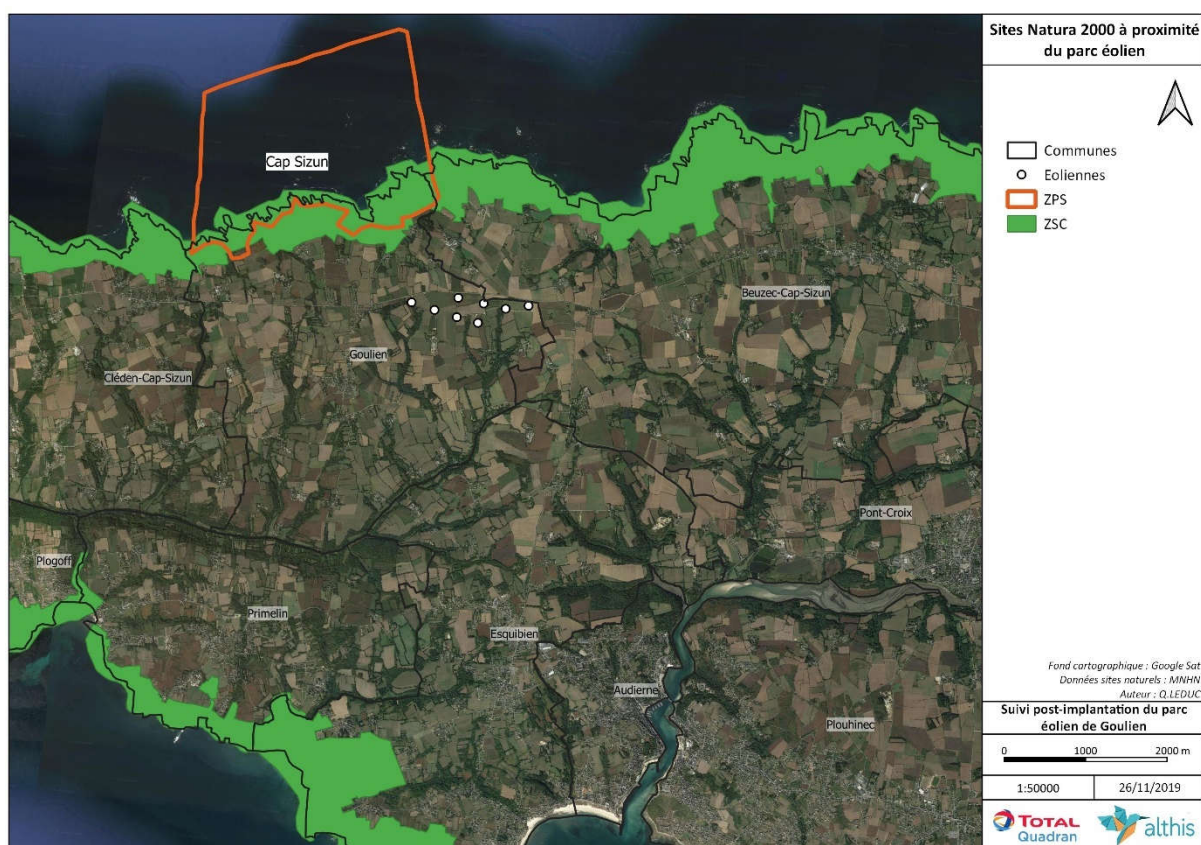 Sites Natura 2000 à proximité
du parc éolien
Communes
Eoliennes
ZPS
ZSC
Cap Sizun
Beuzec-Cap-Sizun
Goulien
Cléden-Cap-Sizun
Pont-Croix
Plogoff
Primelin
Esquibien
Audierne
Plouhinec
Fond cartographique : Google Sat
Données sites naturels : MNHN
Auteur : Q.LEDUC
Suivi post-implantation du parc
éolien de Goulien
0 1000 2000 m
1:50000 26/11/2019
TOTAL
Quadran
althis